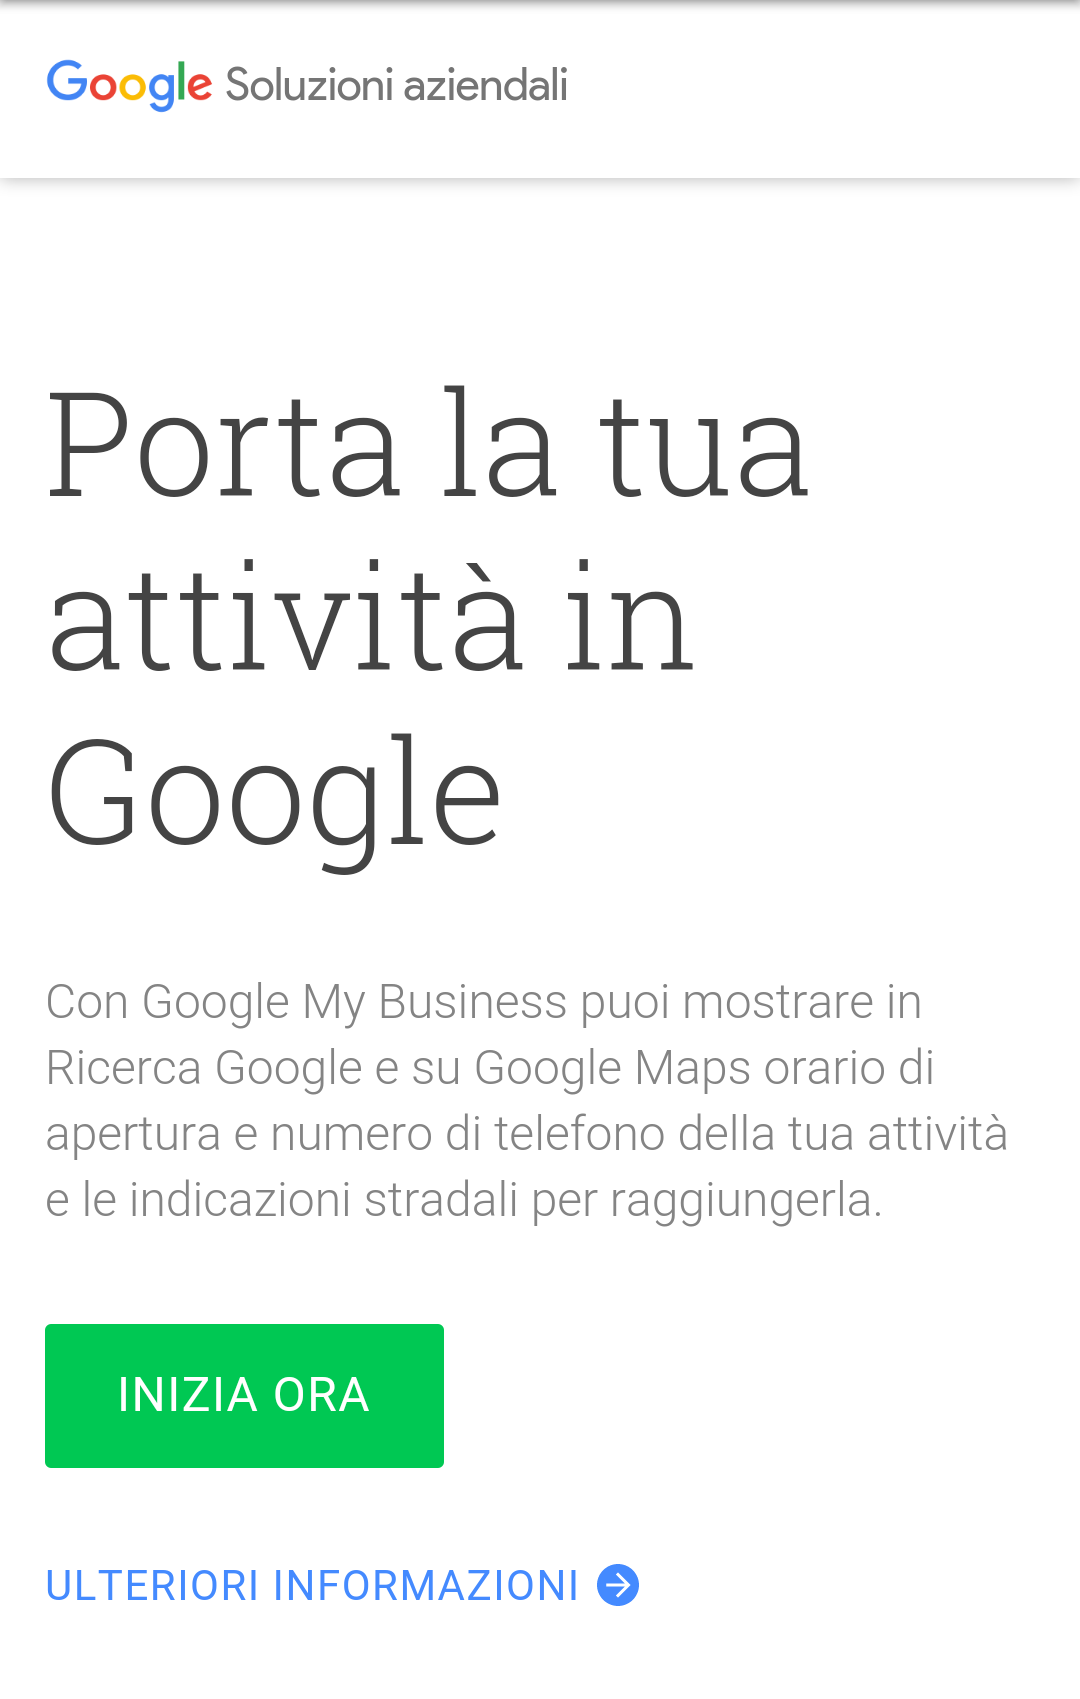 Google Soluzioni aziendali
Porta la tua
attività in
Google
Con Google My Business puoi mostrare in
Ricerca Google e su Google Maps orario di
apertura e numero di telefono della tua attività
e le indicazioni stradali per raggiungerla.
INIZIA ORA
ULTERIORI INFORMAZIONI